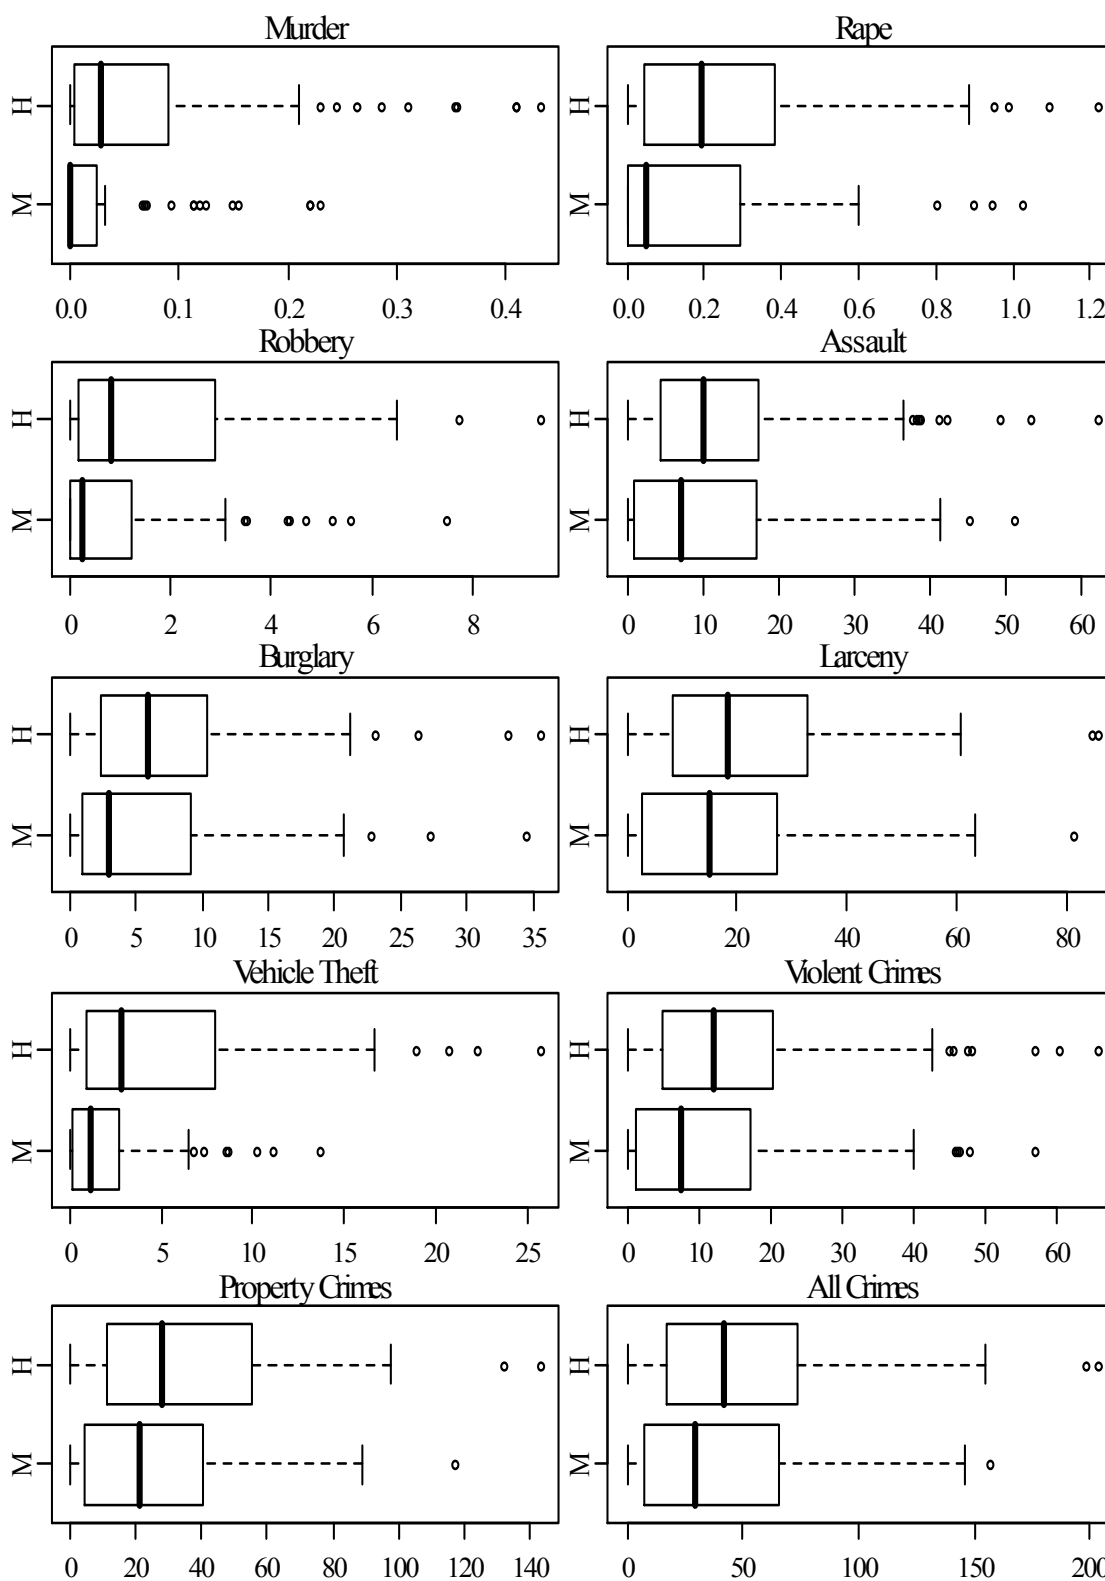 Murder Rape
H H
M M
0.0 0.1 0.2 0.3 0.4 0.0 0.2 0.4 0.6 0.8 1.0 1.2
Robbery Assault
H H
M M
0 2 4 6 8 0 10 20 30 40 50 60
Burglary Larceny
H H
M M
0 5 10 15 20 25 30 35 0 20 40 60 80
Vehicle Theft Violent Crimes
H H
M M
0 5 10 15 20 25 0 10 20 30 40 50 60
Property Crimes All Crimes
H H
M M
0 20 40 60 80 100 120 140 0 50 100 150 200